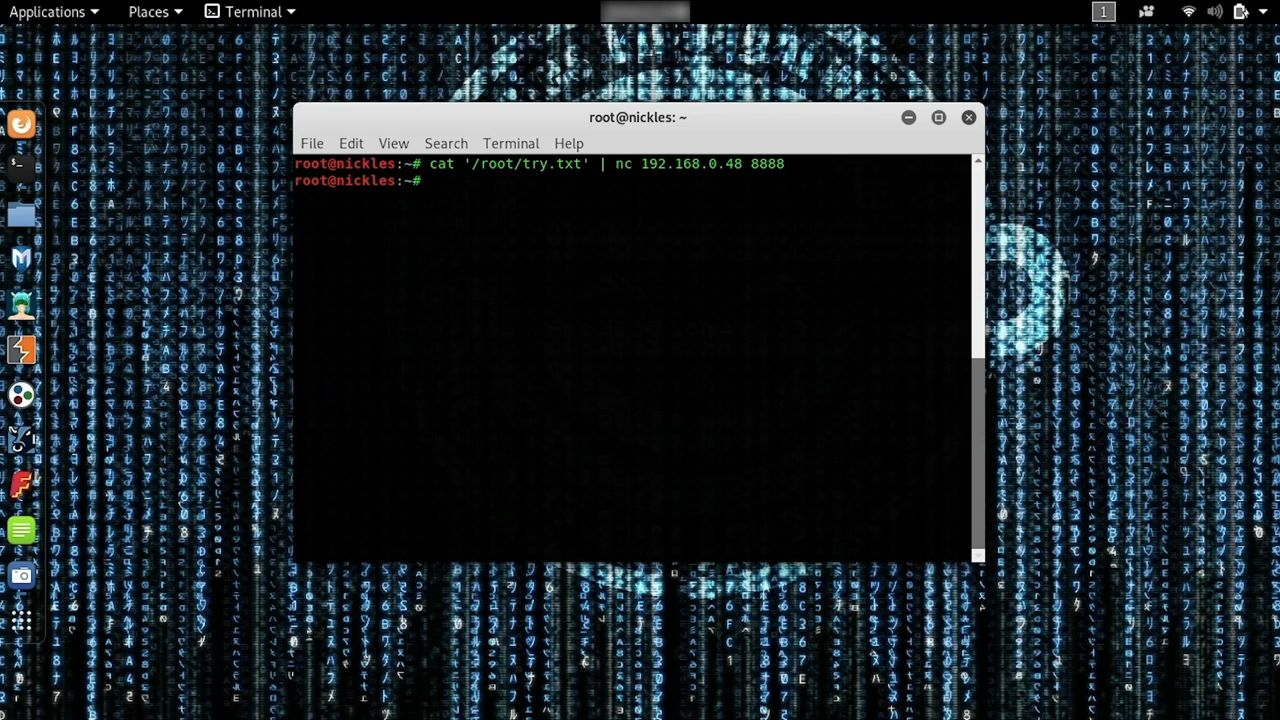 Applications Places Terminal 1
root@nickles: ~
File Edit View Search Terminal Help
root@nickles:~# cat '/root/try.txt' | nc 192.168.0.48 8888
root@nickles:~#